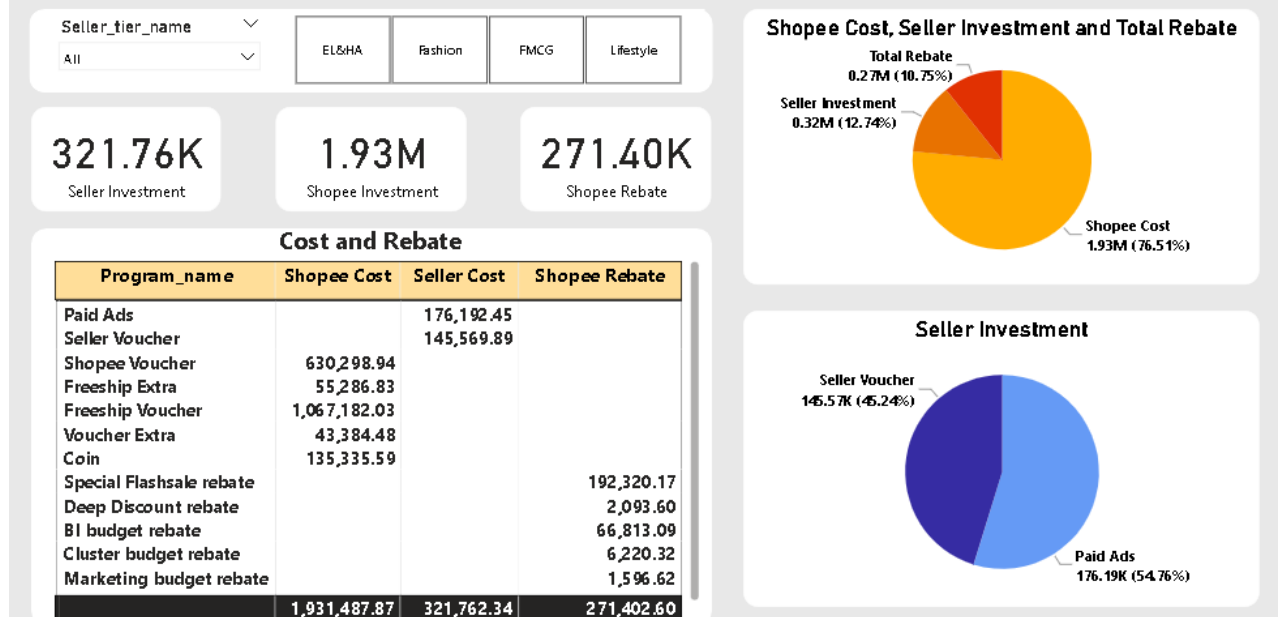 Seller_tier_name
All
EL&HA
Fashion
FMCG
Lifestyle
321.76K
Seller Investment
1.93M
Shopee Investment
271.40K
Shopee Rebate
Cost and Rebate
Program_name Shopee Cost Seller Cost Shopee Rebate
Paid Ads 176,192.45
Seller Voucher 145,569.89
Shopee Voucher 630,298.94
Freeship Extra 55,286.83
Freeship Voucher 1,067,182.03
Voucher Extra 43,384.48
Coin 135,335.59
Special Flashsale rebate 192,320.17
Deep Discount rebate 2,093.60
BI budget rebate 66,813.09
Cluster budget rebate 6,220.32
Marketing budget rebate 1,596.62
1,931,487.87 321,762.34 271,402.60
Shopee Cost, Seller Investment and Total Rebate
Total Rebate
0.27M (10.75%)
Seller Investment
0.32M (12.74%)
Shopee Cost
1.93M (76.51%)
Seller Investment
Seller Voucher
145.57K (45.24%)
Paid Ads
176.19K (54.76%)